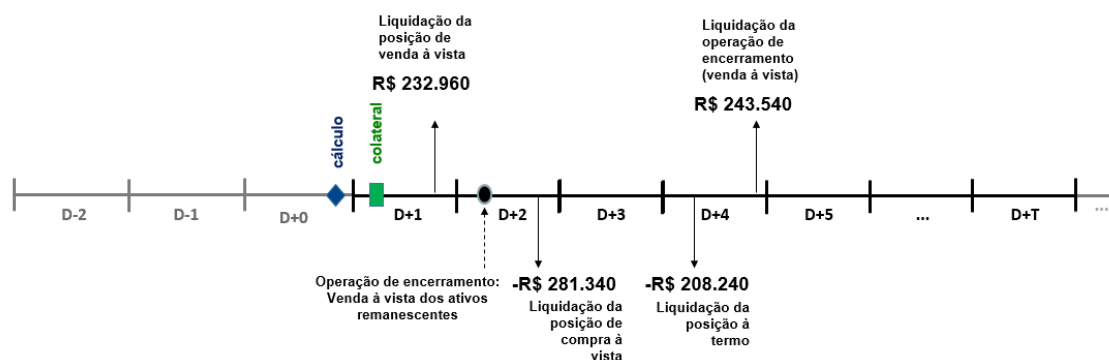 Liquidação da
posição de
venda à vista
R$ 232.960
Liquidação da
operação de
encerramento
(venda à vista)
R$ 243.540
cálculo
colateral
D-2
D-1
D+0
D+1
D+2
D+3
D+4
D+5
...
D+T
...
Operação de encerramento:
Venda à vista dos ativos
remanescentes
-R$ 281.340
Liquidação da
posição de
compra à
vista
-R$ 208.240
Liquidação da
posição à
termo